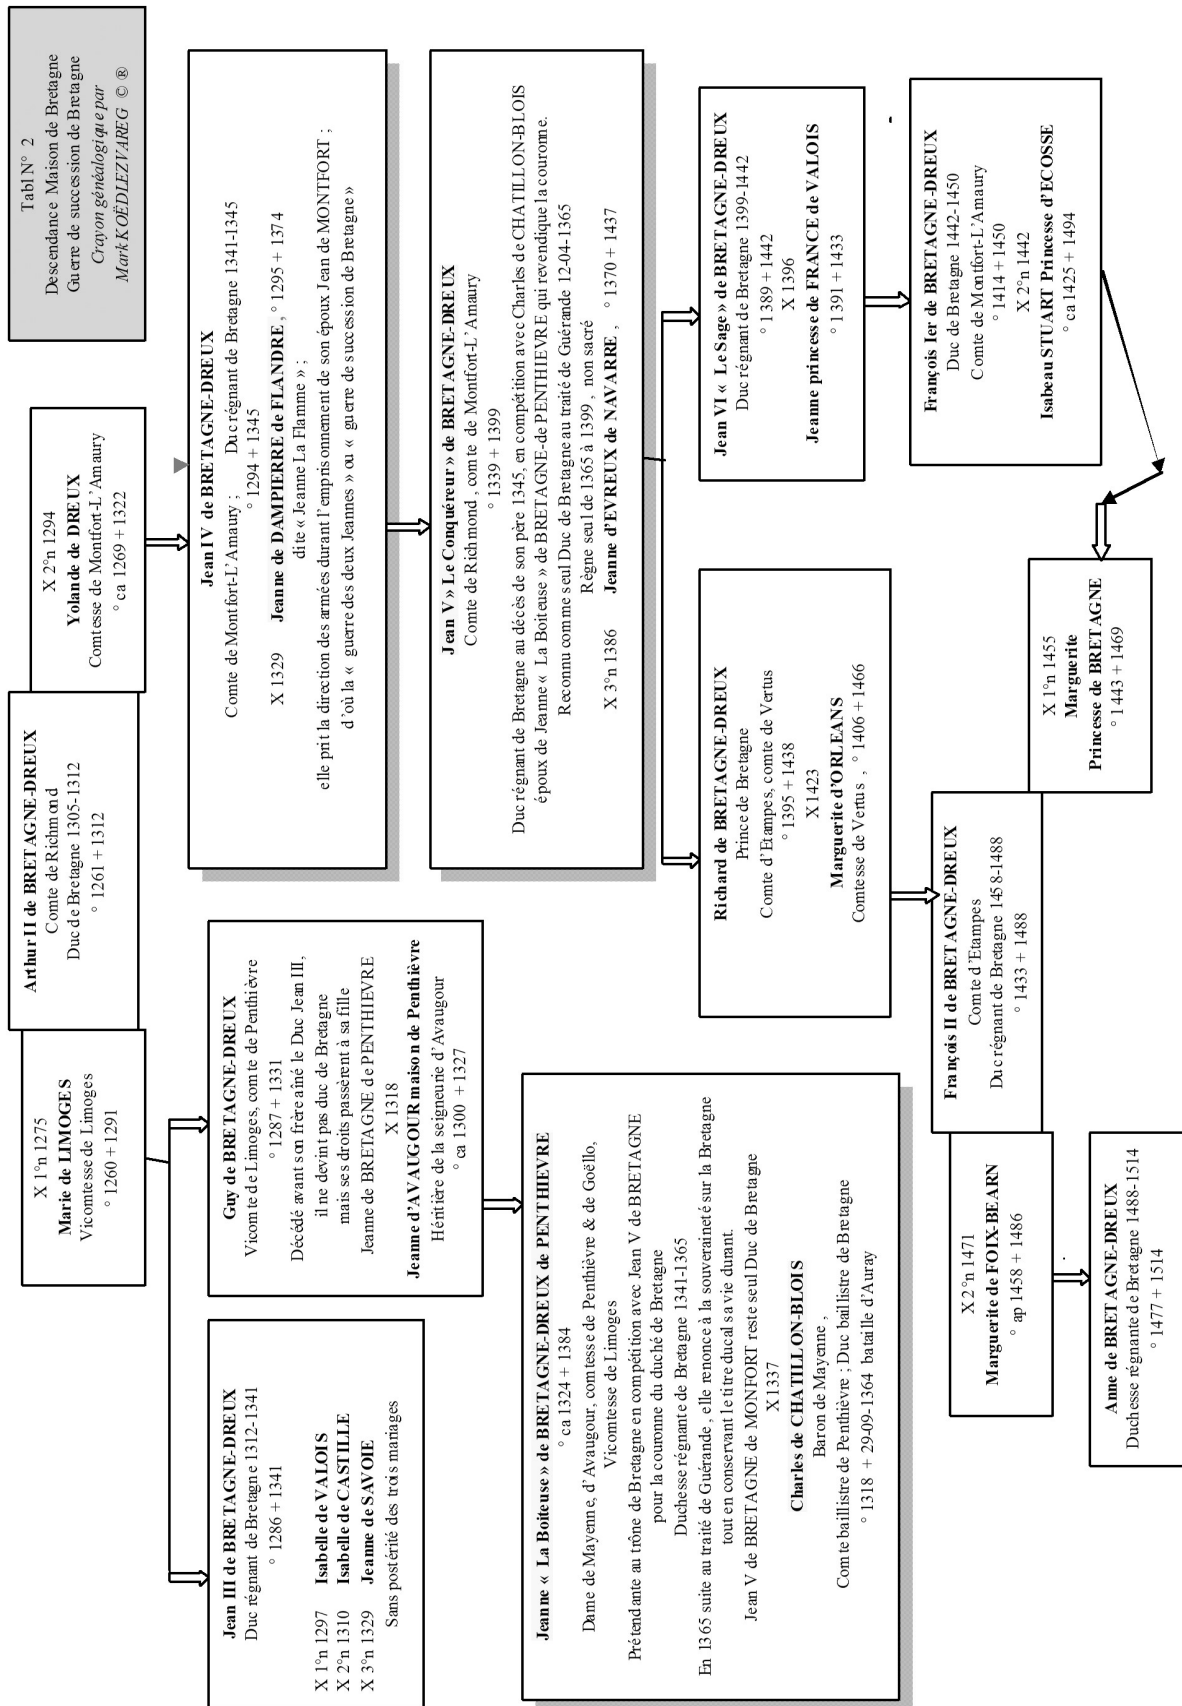 Tabl N° 2
Descendance Maison de Bretagne
Guerre de succession de Bretagne
Crayon généalogique par
Mark KOËDLEZVAREG © ®
X 1°n 1275
Marie de LIMOGES
Vicomtesse de Limoges
° 1260 + 1291
Arthur II de BRETAGNE-DREUX
Comte de Richmond
Duc de Bretagne 1305-1312
° 1261 + 1312
X 2°n 1294
Yolande de DREUX
Comtesse de Montfort-L'Amaury
° ca 1269 + 1322
Jean III de BRETAGNE-DREUX
Duc régnant de Bretagne 1312-1341
° 1286 + 1341
X 1°n 1297 Isabelle de VALOIS
X 2°n 1310 Isabelle de CASTILLE
X 3°n 1329 Jeanne de SAVOIE
Sans postérité des trois mariages
Guy de BRETAGNE-DREUX
Vicomte de Limoges, comte de Penthièvre
° 1287 + 1331
Décédé avant son frère aîné le Duc Jean III,
il ne devint pas duc de Bretagne
mais ses droits passèrent à sa fille
Jeanne de BRETAGNE de PENTHIEVRE
X 1318
Jeanne d'AVAUGOUR maison de Penthièvre
Héritière de la seigneurie d'Avaugour
° ca 1300 + 1327
Jean IV de BRETAGNE-DREUX
Comte de Montfort-L'Amaury ; Duc régnant de Bretagne 1341-1345
° 1294 + 1345
X 1329 Jeanne de DAMPIERRE de FLANDRE, ° 1295 + 1374
dite « Jeanne La Flamme » ;
elle prit la direction des armées durant l'emprisonnement de son époux Jean de MONTFORT ;
d'où la « guerre des deux Jeannes » ou « guerre de succession de Bretagne »
Jeanne « La Boiteuse » de BRETAGNE-DREUX de PENTHIEVRE
° ca 1324 + 1384
Dame de Mayenne, d'Avaugour, comtesse de Penthièvre & de Goëllo,
Vicomtesse de Limoges
Prétendante au trône de Bretagne en compétition avec Jean V de BRETAGNE
pour la couronne du duché de Bretagne
Duchesse régnante de Bretagne 1341-1365
En 1365 suite au traité de Guérande, elle renonce à la souveraineté sur la Bretagne
tout en conservant le titre ducal sa vie durant.
Jean V de BRETAGNE de MONFORT reste seul Duc de Bretagne
X 1337
Charles de CHATILLON-BLOIS
Baron de Mayenne ,
Comte baillistre de Penthièvre ; Duc baillistre de Bretagne
° 1318 + 29-09-1364 bataille d'Auray
Jean V » Le Conquéreur » de BRETAGNE-DREUX
Comte de Richmond, comte de Montfort-L'Amaury
° 1339 + 1399
Duc régnant de Bretagne au décès de son père 1345, en compétition avec Charles de CHATILLON-BLOIS
époux de Jeanne « La Boiteuse » de BRETAGNE-de PENTHIEVRE qui revendique la couronne.
Reconnu comme seul Duc de Bretagne au traité de Guérande 12-04-1365
Règne seul de 1365 à 1399 , non sacré
X 3°n 1386 Jeanne d'EVREUX de NAVARRE , ° 1370 + 1437
Richard de BRETAGNE-DREUX
Prince de Bretagne
Comte d'Etampes, comte de Vertus
° 1395 + 1438
X 1423
Marguerite d'ORLEANS
Comtesse de Vertus , ° 1406 + 1466
Jean VI « Le Sage » de BRETAGNE-DREUX
Duc régnant de Bretagne 1399-1442
° 1389 + 1442
X 1396
Jeanne princesse de FRANCE de VALOIS
° 1391 + 1433
François Ier de BRETAGNE-DREUX
Duc de Bretagne 1442-1450
Comte de Montfort-L'Amaury
° 1414 + 1450
X 2°n 1442
Isabeau STUART Princesse d'ECOSSE
° ca 1425 + 1494
X 2°n 1471
Marguerite de FOIX-BEARN
° ap 1458 + 1486
François II de BRETAGNE-DREUX
Comte d'Etampes
Duc régnant de Bretagne 1458-1488
° 1433 + 1488
X 1°n 1455
Marguerite
Princesse de BRETAGNE
° 1443 + 1469
Anne de BRETAGNE-DREUX
Duchesse régnante de Bretagne 1488-1514
° 1477 + 1514